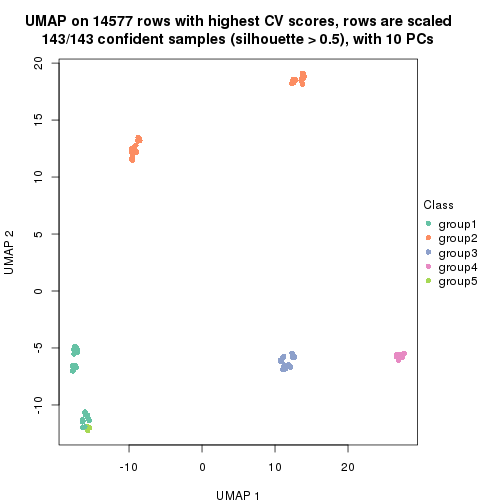 UMAP on 14577 rows with highest CV scores, rows are scaled
143/143 confident samples (silhouette > 0.5), with 10 PCs
20
15
10
5
0
-5
-10
UMAP 2
Class
group1
group2
group3
group4
group5
-10 0 10 20
UMAP 1